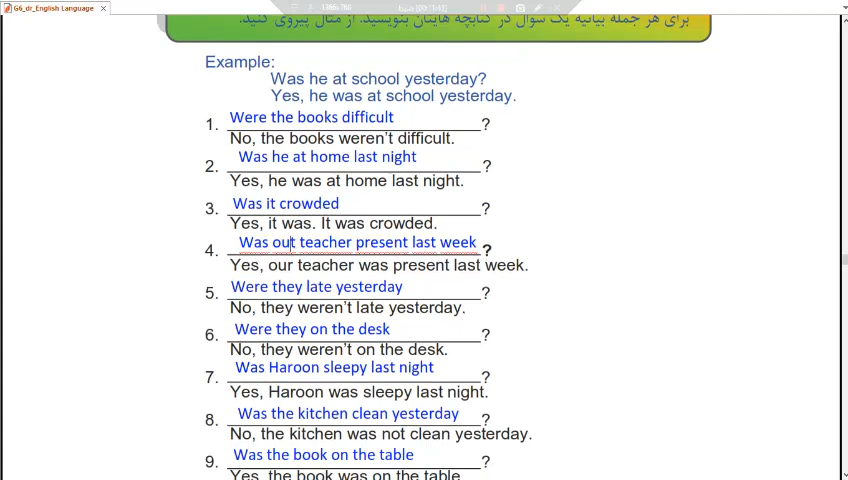 G6_dr_English Language
برای هر جمله بیانیه یک سوال در کتابچه هایتان بنویسید. از مثال پیروی کنید.
Example:
Was he at school yesterday?
Yes, he was at school yesterday.
1. Were the books difficult ?
No, the books weren't difficult.
2. Was he at home last night ?
Yes, he was at home last night.
3. Was it crowded ?
Yes, it was. It was crowded.
4. Was out teacher present last week ?
Yes, our teacher was present last week.
5. Were they late yesterday ?
No, they weren't late yesterday.
6. Were they on the desk ?
No, they weren't on the desk.
7. Was Haroon sleepy last night ?
Yes, Haroon was sleepy last night.
8. Was the kitchen clean yesterday ?
No, the kitchen was not clean yesterday.
9. Was the book on the table ?
Yes, the book was on the table